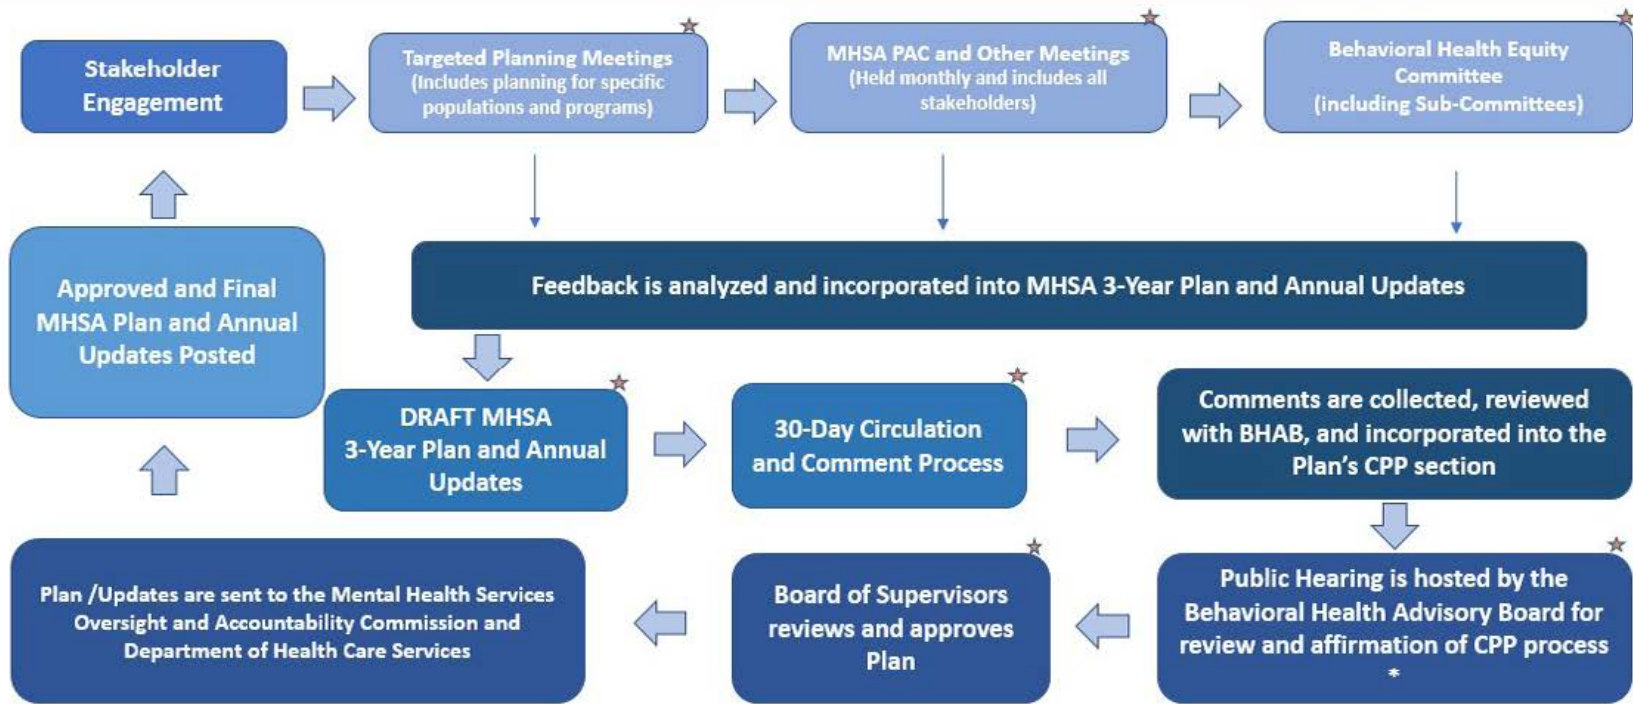 Stakeholder
Engagement
Targeted Planning Meetings
(Includes planning for specific
populations and programs)
MHSA PAC and Other Meetings
(Held monthly and includes all
stakeholders)
Behavioral Health Equity
Committee
(including Sub-Committees)
Approved and Final
MHSA Plan and Annual
Updates Posted
Feedback is analyzed and incorporated into MHSA 3-Year Plan and Annual Updates
DRAFT MHSA
3-Year Plan and Annual
Updates
30-Day Circulation
and Comment Process
Comments are collected, reviewed
with BHAB, and incorporated into the
Plan's CPP section
Plan /Updates are sent to the Mental Health Services
Oversight and Accountability Commission and
Department of Health Care Services
Board of Supervisors
reviews and approves
Plan
Public Hearing is hosted by the
Behavioral Health Advisory Board for
review and affirmation of CPP process
*